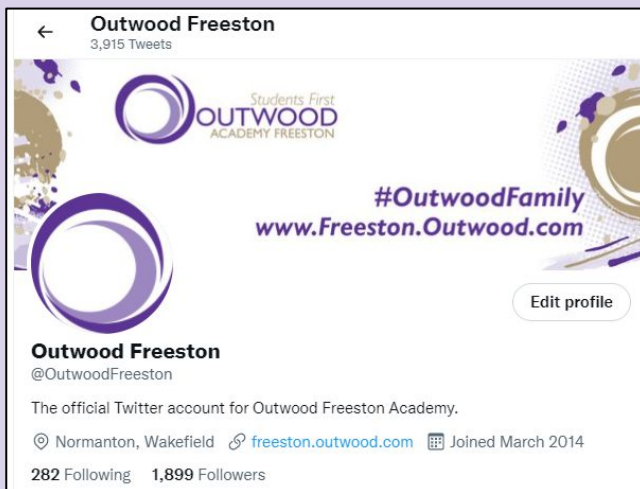 Outwood Freeston
3,915 Tweets
Students First
OUTWOOD
ACADEMY FREESTON
#OutwoodFamily
www.Freeston.Outwood.com
Edit profile
Outwood Freeston
@OutwoodFreeston
The official Twitter account for Outwood Freeston Academy.
Normanton, Wakefield freeston.outwood.com Joined March 2014
282 Following 1,899 Followers